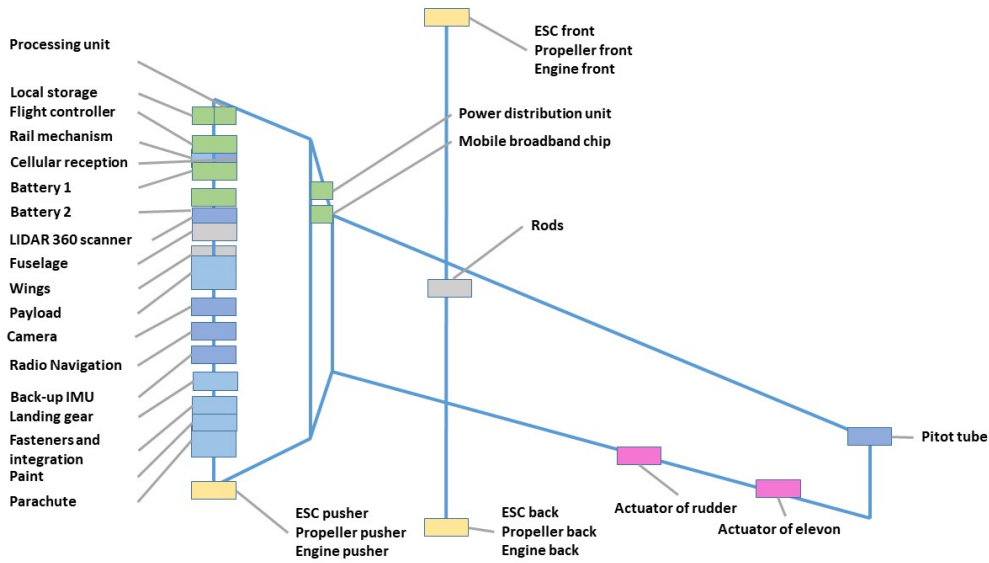 Processing unit
Local storage
Flight controller
Rail mechanism
Cellular reception
Battery 1
Battery 2
LIDAR 360 scanner
Fuselage
Wings
Payload
Camera
Radio Navigation
Back-up IMU
Landing gear
Fasteners and
integration
Paint
Parachute
ESC pusher
Propeller pusher
Engine pusher
ESC front
Propeller front
Engine front
Power distribution unit
Mobile broadband chip
Rods
ESC back
Propeller back
Engine back
Actuator of rudder
Actuator of elevon
Pitot tube